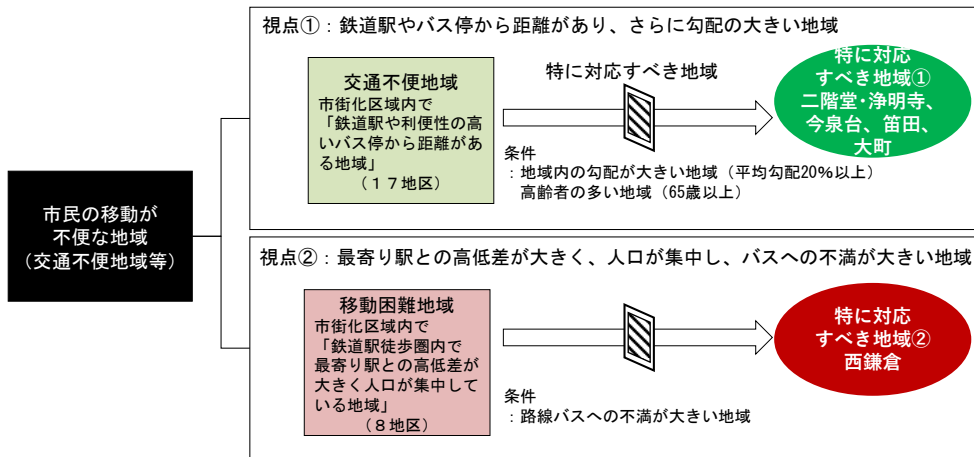 市民の移動が
不便な地域
（交通不便地域等）
視点①：鉄道駅やバス停から距離があり、さらに勾配の大きい地域
交通不便地域
市街化区域内で
「鉄道駅や利便性の高
いバス停から距離があ
る地域」
（１７地区）
特に対応すべき地域
条件
：地域内の勾配が大きい地域（平均勾配20％以上）
高齢者の多い地域（65歳以上）
特に対応
すべき地域①
二階堂・浄明寺、
今泉台、笛田、
大町
視点②：最寄り駅との高低差が大きく、人口が集中し、バスへの不満が大きい地域
移動困難地域
市街化区域内で
「鉄道駅徒歩圏内で
最寄り駅との高低差が
大きく人口が集中して
いる地域」
（８地区）
条件
：路線バスへの不満が大きい地域
特に対応
すべき地域②
西鎌倉